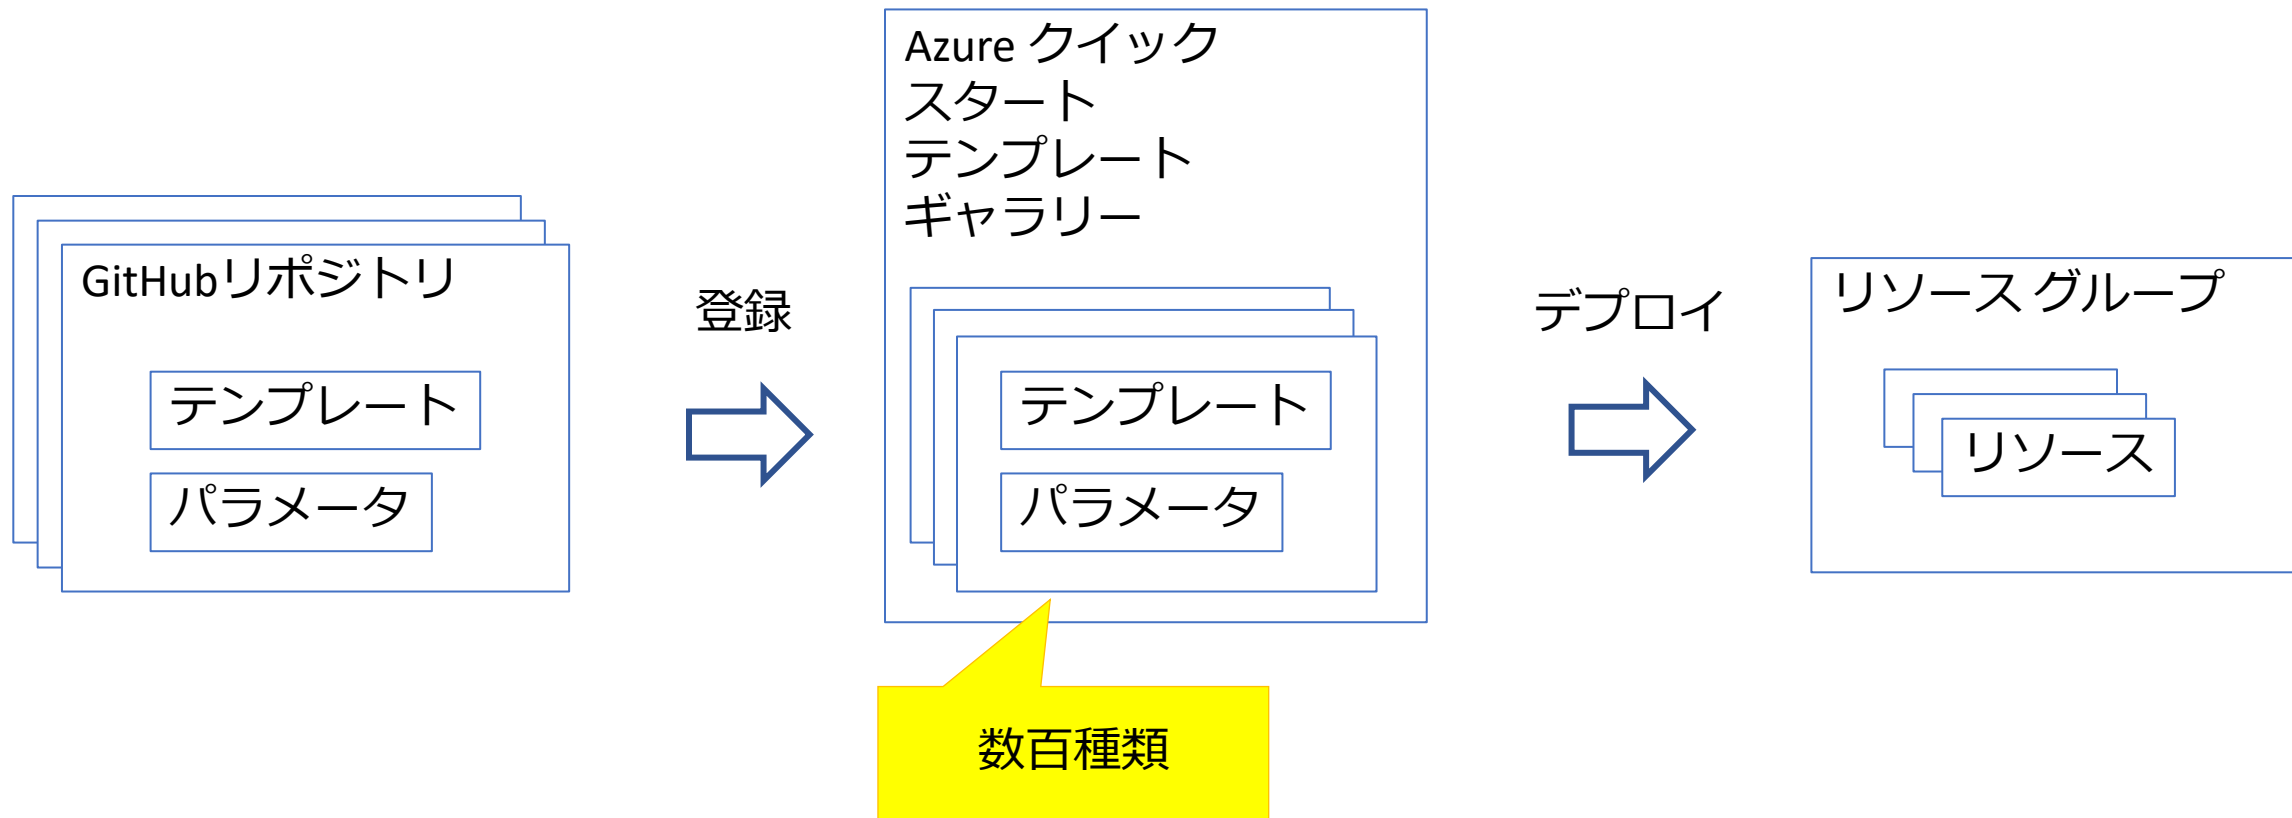 Azure クイック
スタート
テンプレート
ギャラリー
GitHubリポジトリ
テンプレート
パラメータ
登録
テンプレート
パラメータ
デプロイ
リソース グループ
リソース
数百種類